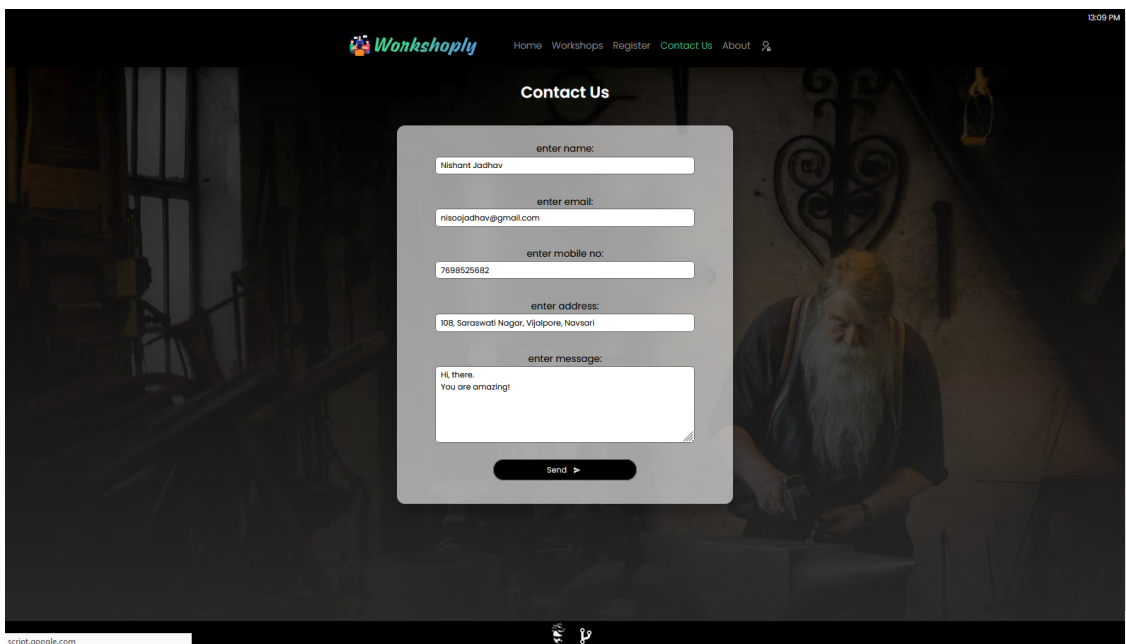 13:09 PM
Workshoply
Home Workshops Register Contact Us About
Contact Us
enter name:
Nishant Jadhav
enter email:
nisoojadhav@gmail.com
enter mobile no:
7698525682
enter address:
108, Saraswati Nagar, Vijalpore, Navsari
enter message:
Hi, there.
You are amazing!
Send
script.google.com